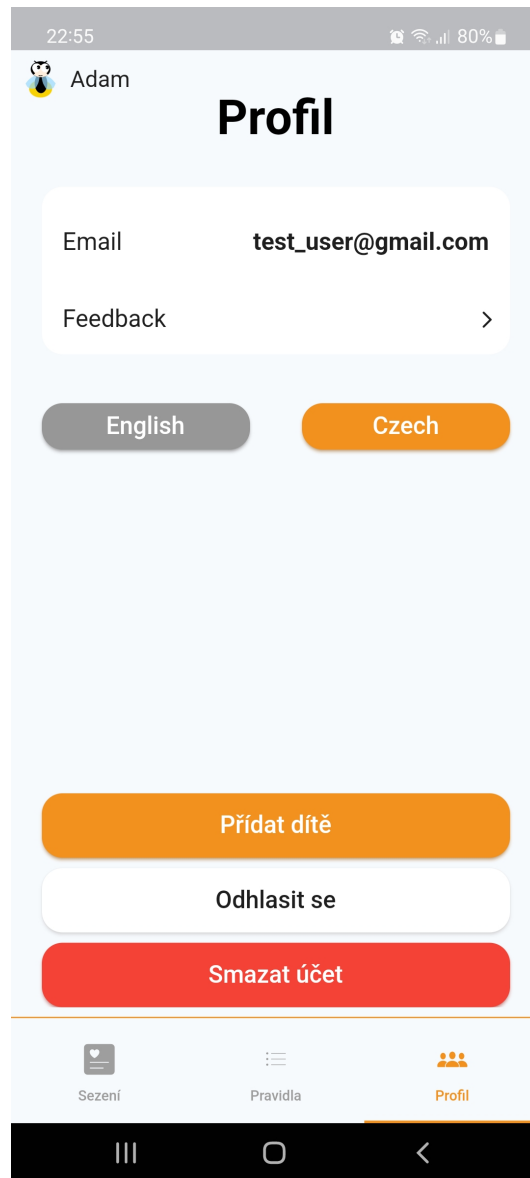 22:55 80%
Adam
Profil
Email test_user@gmail.com
Feedback
English Czech
Přídat dítě
Odhlasit se
Smazat účet
Sezení Pravidla Profil